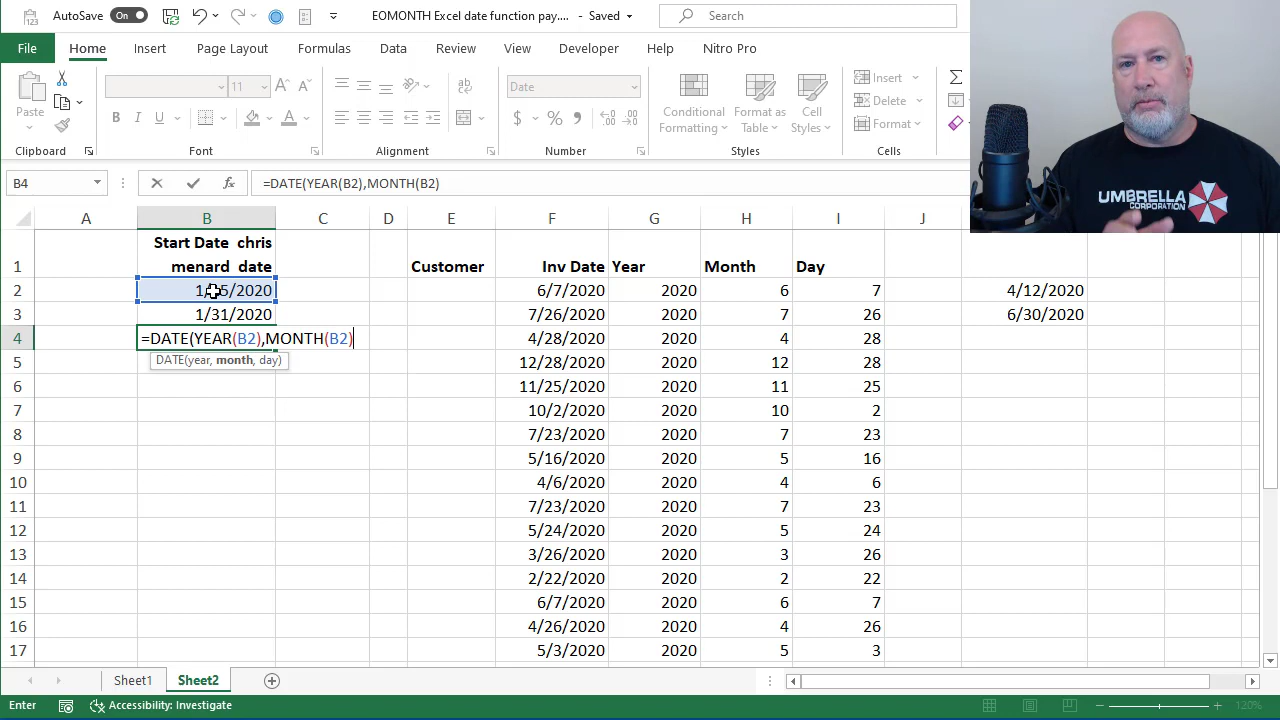 AutoSave On EOMONTH Excel date function pay.... - Saved Search
File Home Insert Page Layout Formulas Data Review View Developer Help Nitro Pro
Paste 11 Date Conditional Formatting Format as Table Cell Styles Insert Delete Format
B I U $ % 9
Clipboard Font Alignment Number Styles Cells
B4 fx =DATE(YEAR(B2),MONTH(B2)
A B C D E F G H I J
1 Start Date chris menard date Customer Inv Date Year Month Day
2 6/7/2020 2020 6 7 4/12/2020
3 1/31/2020 7/26/2020 2020 7 26 6/30/2020
4 =DATE(YEAR(B2),MONTH(B2) 4/28/2020 2020 4 28
DATE(year, month, day)
5 12/28/2020 2020 12 28
6 11/25/2020 2020 11 25
7 10/2/2020 2020 10 2
8 7/23/2020 2020 7 23
9 5/16/2020 2020 5 16
10 4/6/2020 2020 4 6
11 7/23/2020 2020 7 23
12 5/24/2020 2020 5 24
13 3/26/2020 2020 3 26
14 2/22/2020 2020 2 22
15 6/7/2020 2020 6 7
16 4/26/2020 2020 4 26
17 5/3/2020 2020 5 3
Sheet1 Sheet2
Enter Accessibility: Investigate 120%
UMBRELLA
CORPORATION